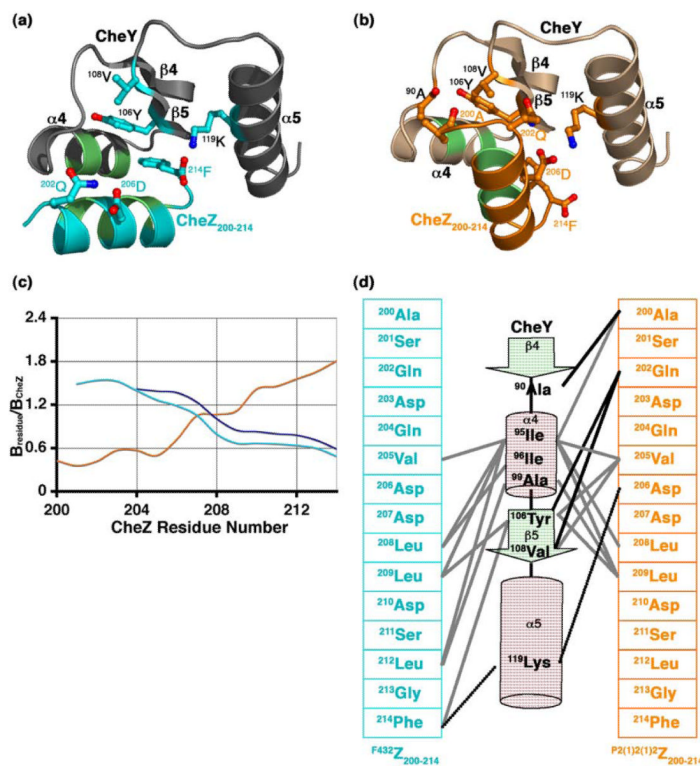 (a)
CheY
β4
¹⁰⁸V
¹⁰⁶Y
β5
α4
¹¹⁹K
α5
²¹⁴F
²⁰²Q
²⁰⁶D
CheZ₂₀₀₋₂₁₄
(b)
CheY
¹⁰⁸V
β4
¹⁰⁶Y
⁹⁰A
β5
¹¹⁹K
²⁰⁰A
²⁰²Q
α5
α4
²⁰⁶D
CheZ₂₀₀₋₂₁₄
²¹⁴F
(c)
2.4
1.8
1.2
0.6
0
200 204 208 212
B_residue/B_CheZ
CheZ Residue Number
(d)
²⁰⁰Ala
²⁰¹Ser
²⁰²Gln
²⁰³Asp
²⁰⁴Gln
²⁰⁵Val
²⁰⁶Asp
²⁰⁷Asp
²⁰⁸Leu
²⁰⁹Leu
²¹⁰Asp
²¹¹Ser
²¹²Leu
²¹³Gly
²¹⁴Phe
F432Z₂₀₀₋₂₁₄
CheY
β4
⁹⁰Ala
α4
⁹⁵Ile
⁹⁶Ile
⁹⁹Ala
¹⁰⁶Tyr
β5
¹⁰⁸Val
α5
¹¹⁹Lys
²⁰⁰Ala
²⁰¹Ser
²⁰²Gln
²⁰³Asp
²⁰⁴Gln
²⁰⁵Val
²⁰⁶Asp
²⁰⁷Asp
²⁰⁸Leu
²⁰⁹Leu
²¹⁰Asp
²¹¹Ser
²¹²Leu
²¹³Gly
²¹⁴Phe
P2(1)2(1)2Z₂₀₀₋₂₁₄